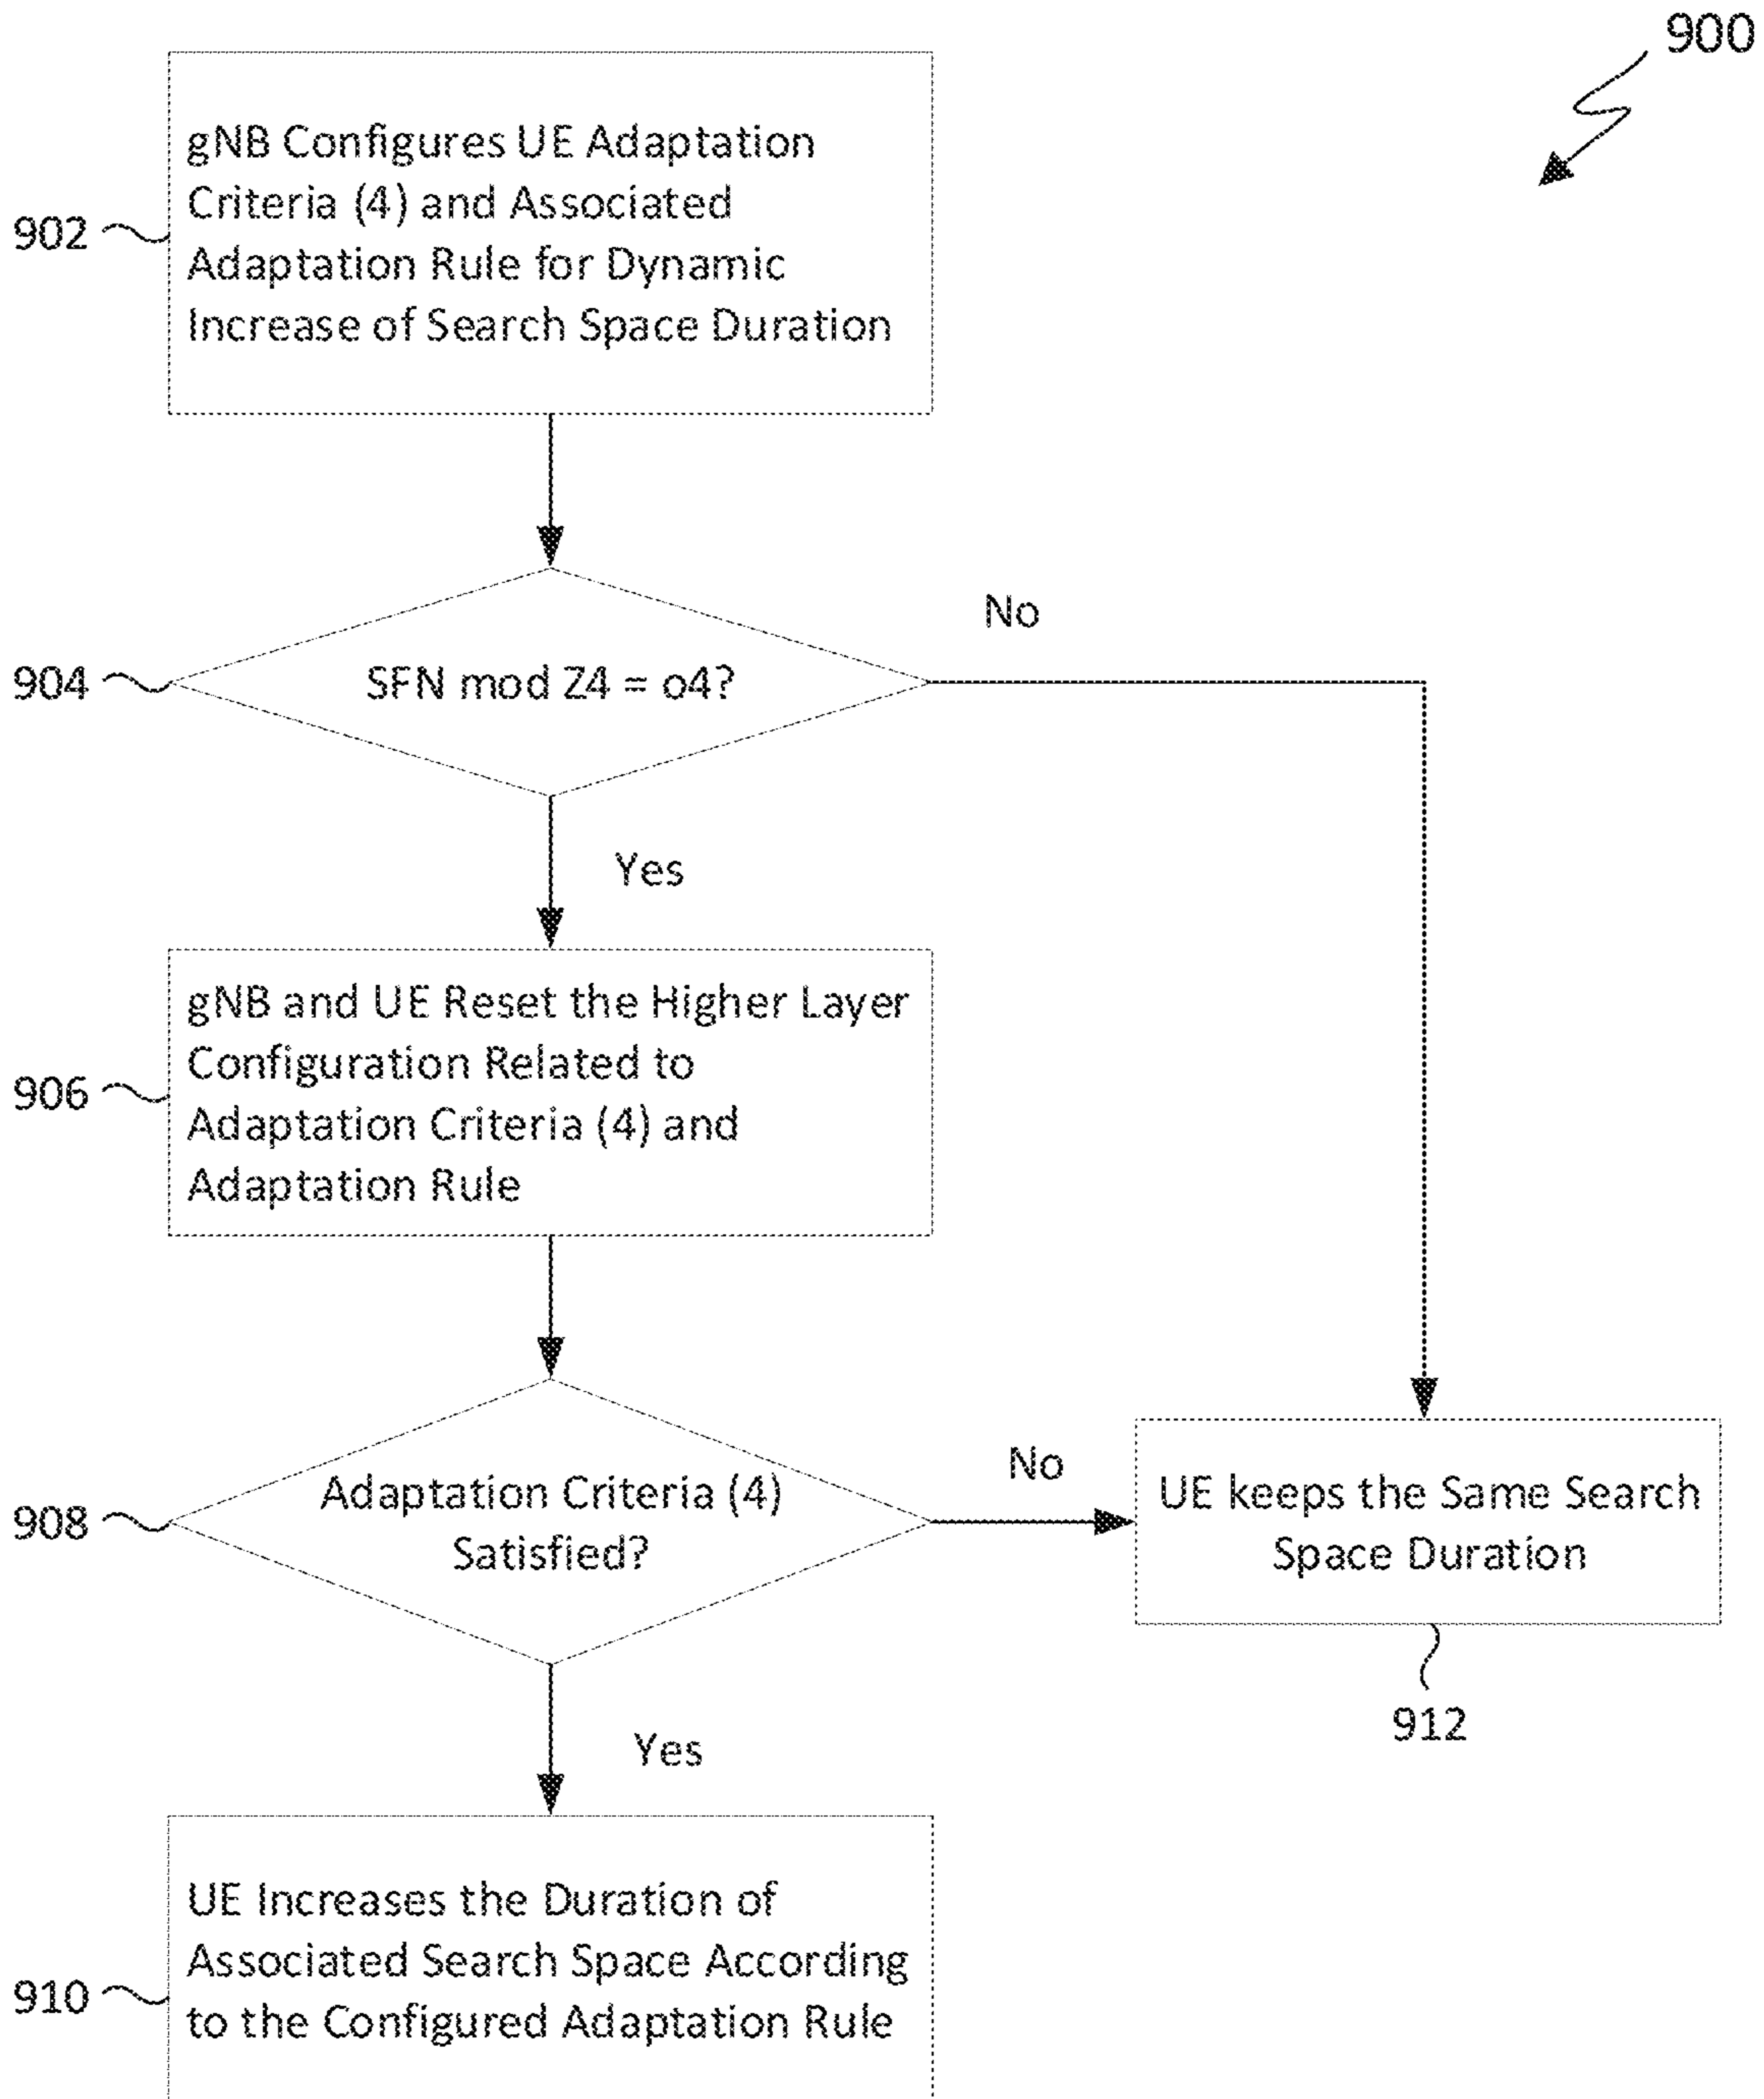 900
gNB Configures UE Adaptation
Criteria (4) and Associated
Adaptation Rule for Dynamic
Increase of Search Space Duration
902
No
904
SFN mod Z4 = o4?
Yes
gNB and UE Reset the Higher Layer
Configuration Related to
Adaptation Criteria (4) and
Adaptation Rule
906
No
908
Adaptation Criteria (4)
Satisfied?
UE keeps the Same Search
Space Duration
912
Yes
UE Increases the Duration of
Associated Search Space According
to the Configured Adaptation Rule
910